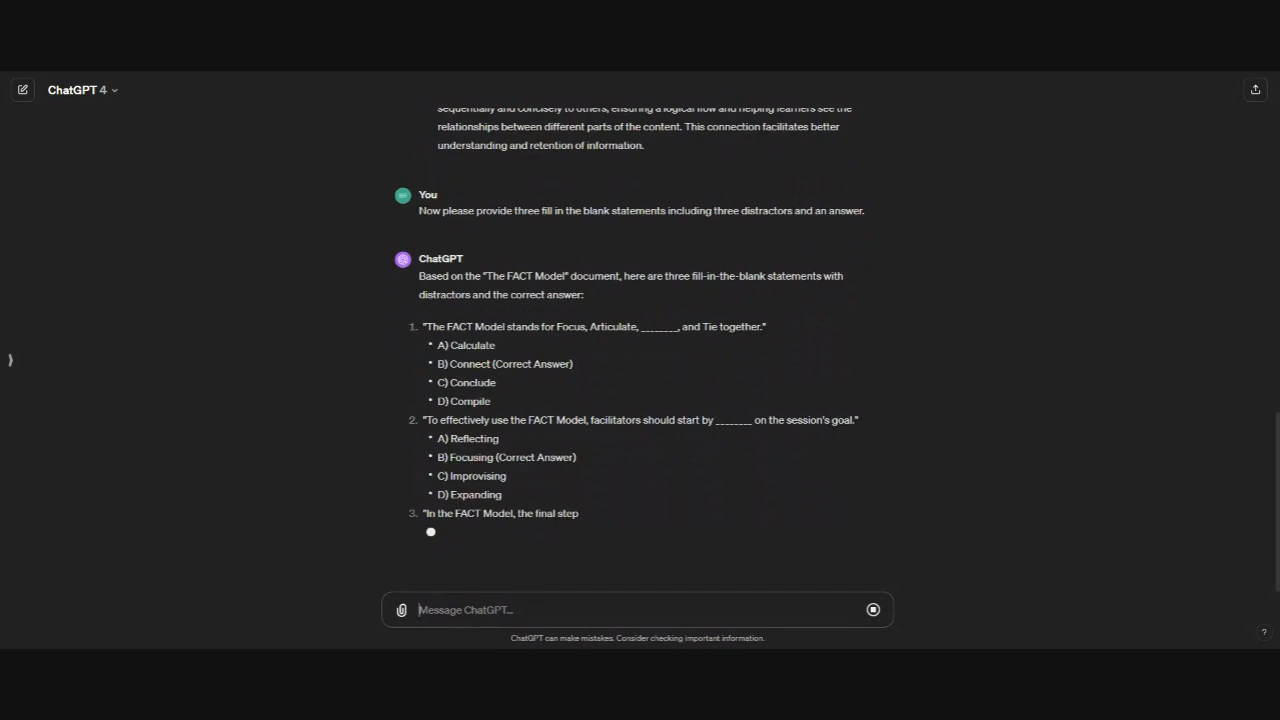 ChatGPT 4
sequentially and concisely to others, ensuring a logical flow and helping learners see the
relationships between different parts of the content. This connection facilitates better
understanding and retention of information.
You
Now please provide three fill in the blank statements including three distractors and an answer.
ChatGPT
Based on the "The FACT Model" document, here are three fill-in-the-blank statements with
distractors and the correct answer:
1. "The FACT Model stands for Focus, Articulate, ________, and Tie together."
• A) Calculate
• B) Connect (Correct Answer)
• C) Conclude
• D) Compile
2. "To effectively use the FACT Model, facilitators should start by ________ on the session's goal."
• A) Reflecting
• B) Focusing (Correct Answer)
• C) Improvising
• D) Expanding
3. "In the FACT Model, the final step
Message ChatGPT...
ChatGPT can make mistakes. Consider checking important information.
?